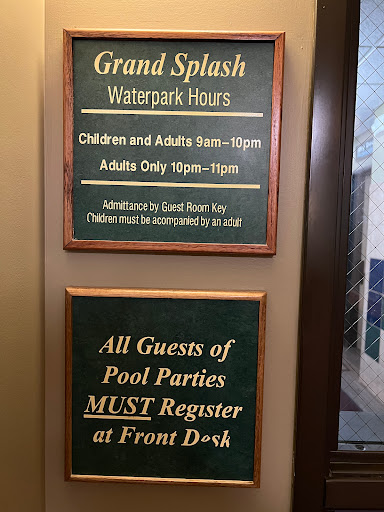 Grand Splash
Waterpark Hours
Children and Adults 9am–10pm
Adults Only 10pm–11pm
Admittance by Guest Room Key
Children must be acompanied by an adult
All Guests of
Pool Parties
MUST Register
at Front Desk